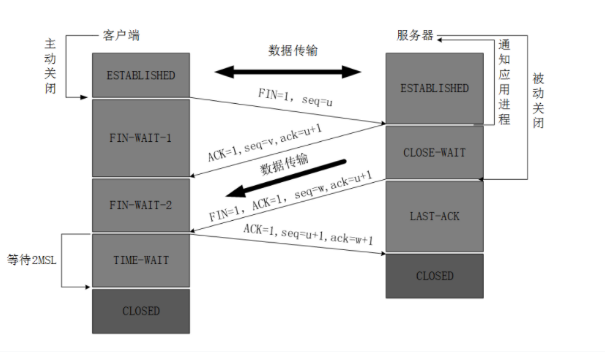 客户端
服务器
主动关闭
数据传输
通知应用进程
被动关闭
ESTABLISHED
ESTABLISHED
FIN=1, seq=u
FIN-WAIT-1
ACK=1,seq=v,ack=u+1
CLOSE-WAIT
数据传输
FIN=1, ACK=1, seq=w,ack=u+1
FIN-WAIT-2
LAST-ACK
ACK=1,seq=u+1,ack=w+1
等待2MSL
TIME-WAIT
CLOSED
CLOSED